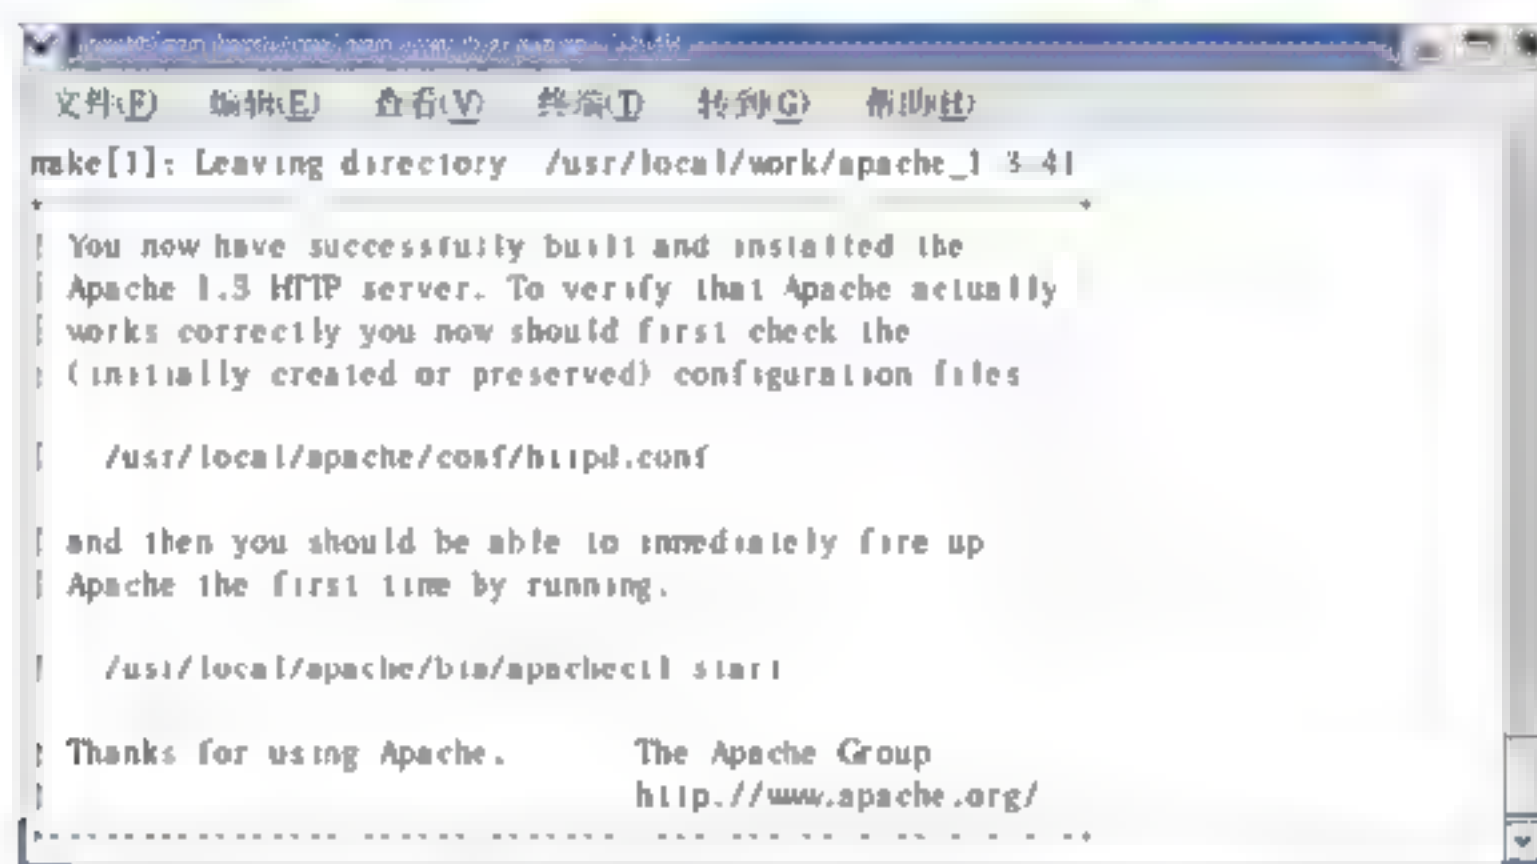 文件(F) 编辑(E) 查看(V) 终端(T) 转到(G) 帮助(H)
make[1]: Leaving directory `/usr/local/work/apache_1.3.41'
You now have successfully built and installed the
Apache 1.3 HTTP server. To verify that Apache actually
works correctly you now should first check the
(initially created or preserved) configuration files
/usr/local/apache/conf/httpd.conf
and then you should be able to immediately fire up
Apache the first time by running:
/usr/local/apache/bin/apachectl start
Thanks for using Apache. The Apache Group
http://www.apache.org/